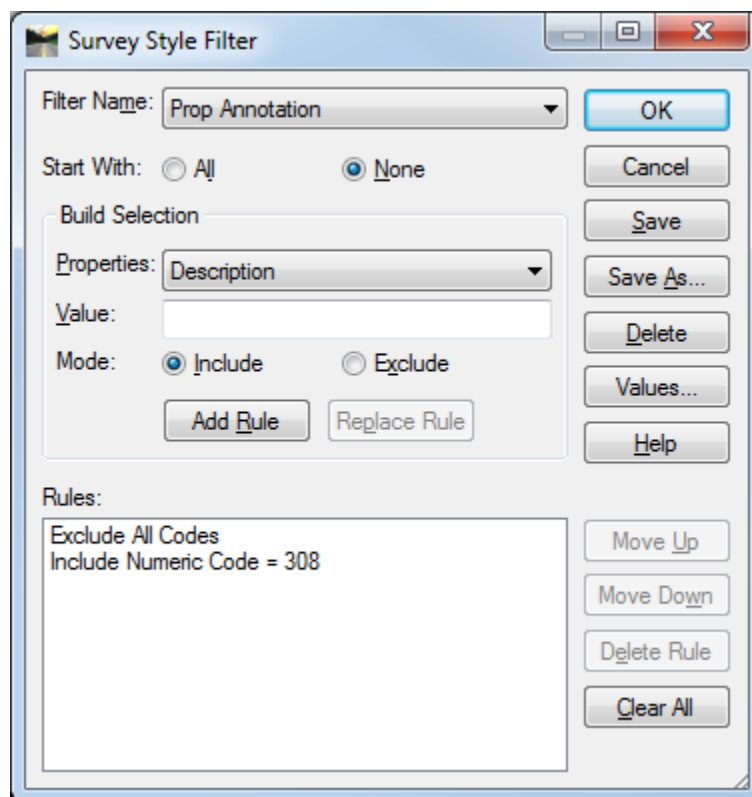 Survey Style Filter
Filter Name: Prop Annotation
OK
Start With: All None
Cancel
Build Selection
Save
Properties: Description
Save As...
Value:
Delete
Mode: Include Exclude
Values...
Add Rule Replace Rule
Help
Rules:
Exclude All Codes
Include Numeric Code = 308
Move Up
Move Down
Delete Rule
Clear All